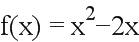 f(x) = x²−2x